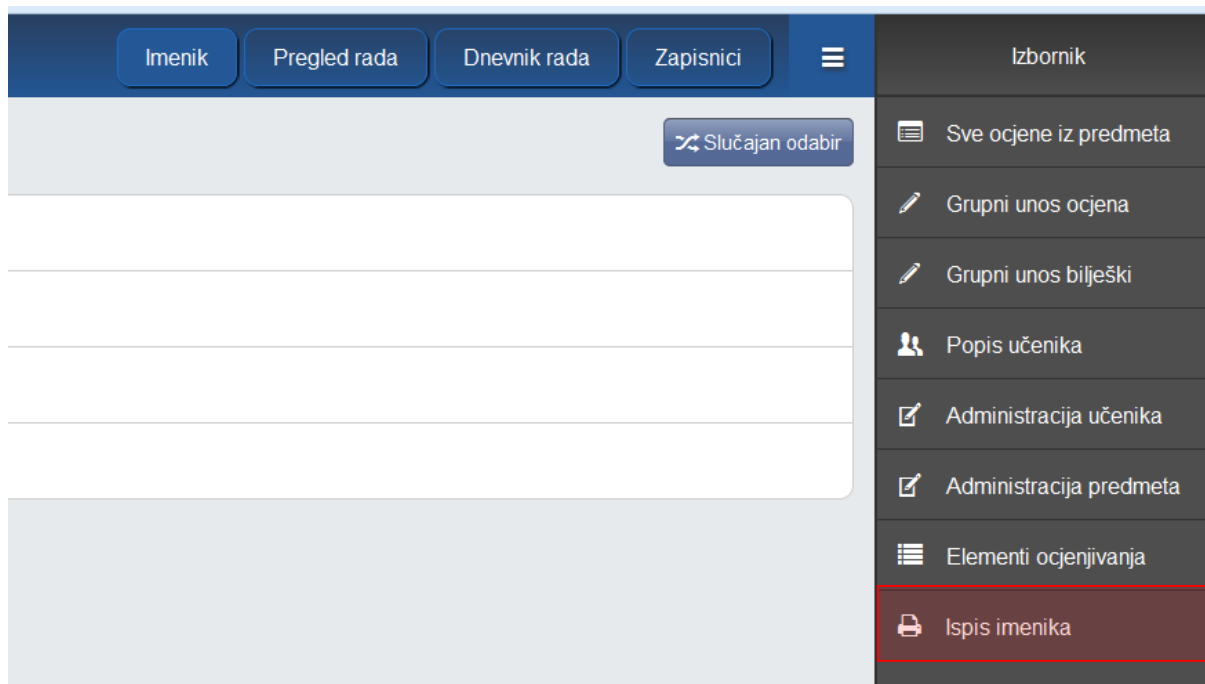 Imenik
Pregled rada
Dnevnik rada
Zapisnici
Izbornik
Slučajan odabir
Sve ocjene iz predmeta
Grupni unos ocjena
Grupni unos bilješki
Popis učenika
Administracija učenika
Administracija predmeta
Elementi ocjenjivanja
Ispis imenika